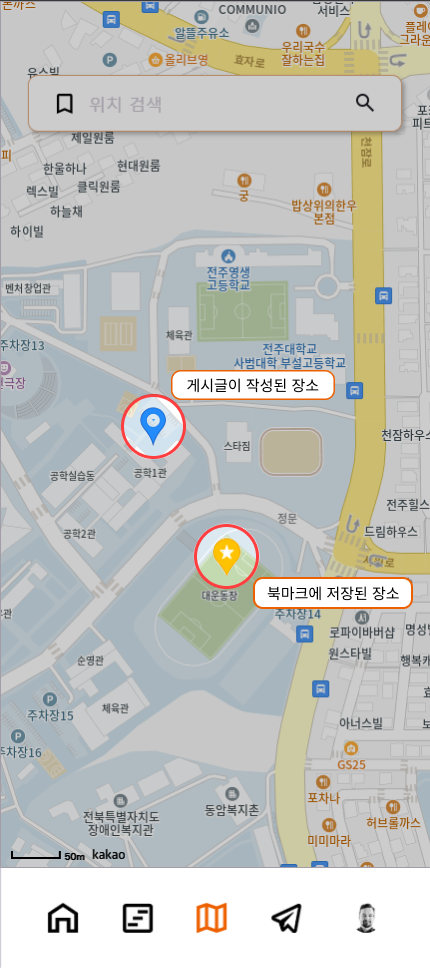 돈까스
COMMUNIO
서비스
알뜰주유소
우리국수
잘하는집
플레이
그라운
올리브영
효자로
유스빌
위치 검색
제일원룸
피
천잠로
한울하나
현대원룸
렉스빌
클릭원룸
하늘채
궁
밥상위의한우
본점
하이빌
전주영생
고등학교
벤처창업관
체육관
주차장13
전주대학교
사범대학 부설고등학교
극장
게시글이 작성된 장소
스타짐
천잠하우스
공학실습동
공학1관
전주힐스
정문
드림하우스
공학2관
북마크에 저장된 장소
대운동장
주차장14
로파이바버샵
명성
원스타빌
순영관
행복
체육관
주차장15
아너스빌
주차장16
GS25
포차나
전북특별자치도
장애인복지관
동암복지촌
허브롤까스
미미마라
50m kakao